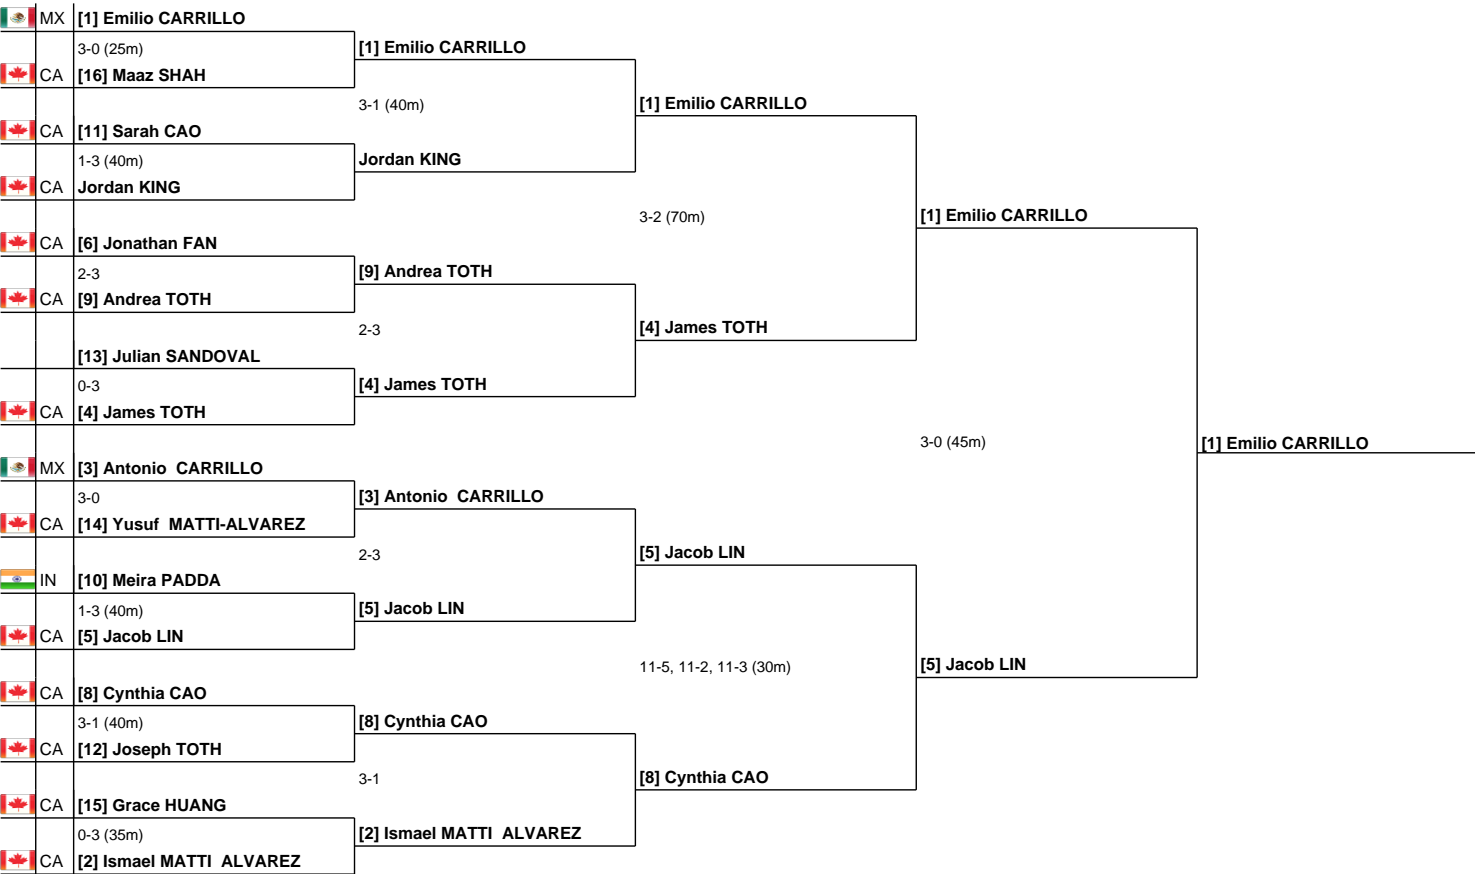 MX [1] Emilio CARRILLO
3-0 (25m)
[1] Emilio CARRILLO
CA [16] Maaz SHAH
3-1 (40m)
[1] Emilio CARRILLO
CA [11] Sarah CAO
1-3 (40m)
Jordan KING
CA Jordan KING
3-2 (70m)
[1] Emilio CARRILLO
CA [6] Jonathan FAN
2-3
[9] Andrea TOTH
CA [9] Andrea TOTH
2-3
[4] James TOTH
[13] Julian SANDOVAL
0-3
[4] James TOTH
CA [4] James TOTH
3-0 (45m)
[1] Emilio CARRILLO
MX [3] Antonio CARRILLO
3-0
[3] Antonio CARRILLO
CA [14] Yusuf MATTI-ALVAREZ
2-3
[5] Jacob LIN
IN [10] Meira PADDA
1-3 (40m)
[5] Jacob LIN
CA [5] Jacob LIN
11-5, 11-2, 11-3 (30m)
[5] Jacob LIN
CA [8] Cynthia CAO
3-1 (40m)
[8] Cynthia CAO
CA [12] Joseph TOTH
3-1
[8] Cynthia CAO
CA [15] Grace HUANG
0-3 (35m)
[2] Ismael MATTI ALVAREZ
CA [2] Ismael MATTI ALVAREZ